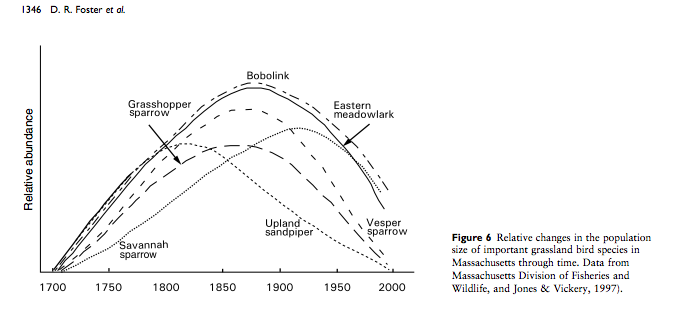 1346 D. R. Foster et al.
Bobolink
Grasshopper
sparrow
Eastern
meadowlark
Relative abundance
Upland
sandpiper
Vesper
sparrow
Savannah
sparrow
1700 1750 1800 1850 1900 1950 2000
Figure 6 Relative changes in the population
size of important grassland bird species in
Massachusetts through time. Data from
Massachusetts Division of Fisheries and
Wildlife, and Jones & Vickery, 1997).